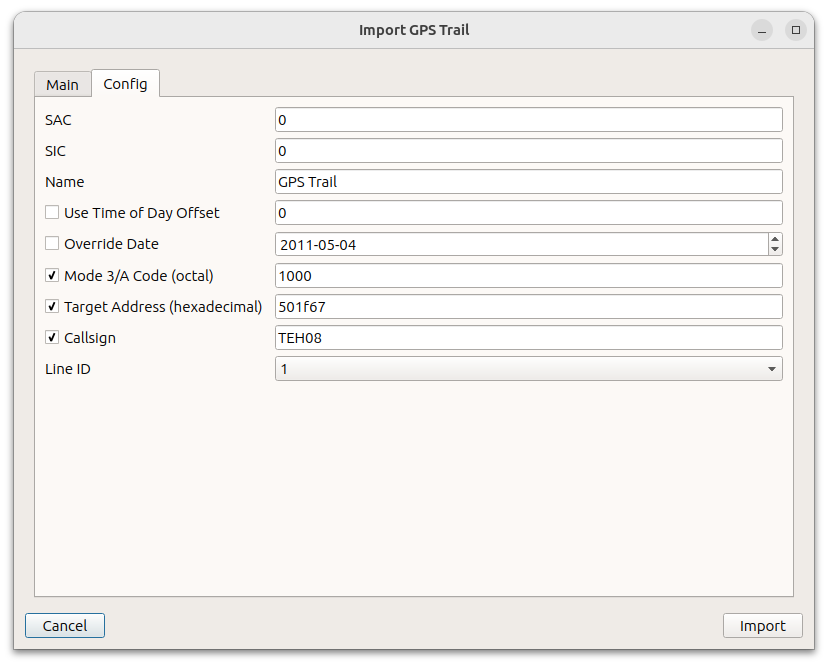 Import GPS Trail
Main Config
SAC 0
SIC 0
Name GPS Trail
Use Time of Day Offset 0
Override Date 2011-05-04
Mode 3/A Code (octal) 1000
Target Address (hexadecimal) 501f67
Callsign TEH08
Line ID 1
Cancel Import